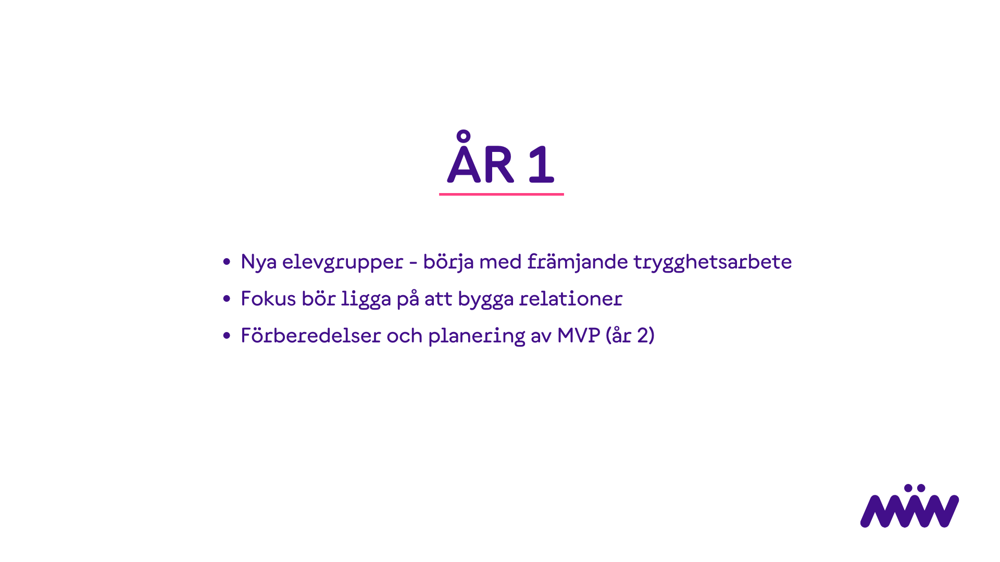 ÅR 1
• Nya elevgrupper - börja med främjande trygghetsarbete
• Fokus bör ligga på att bygga relationer
• Förberedelser och planering av MVP (år 2)
MÄN